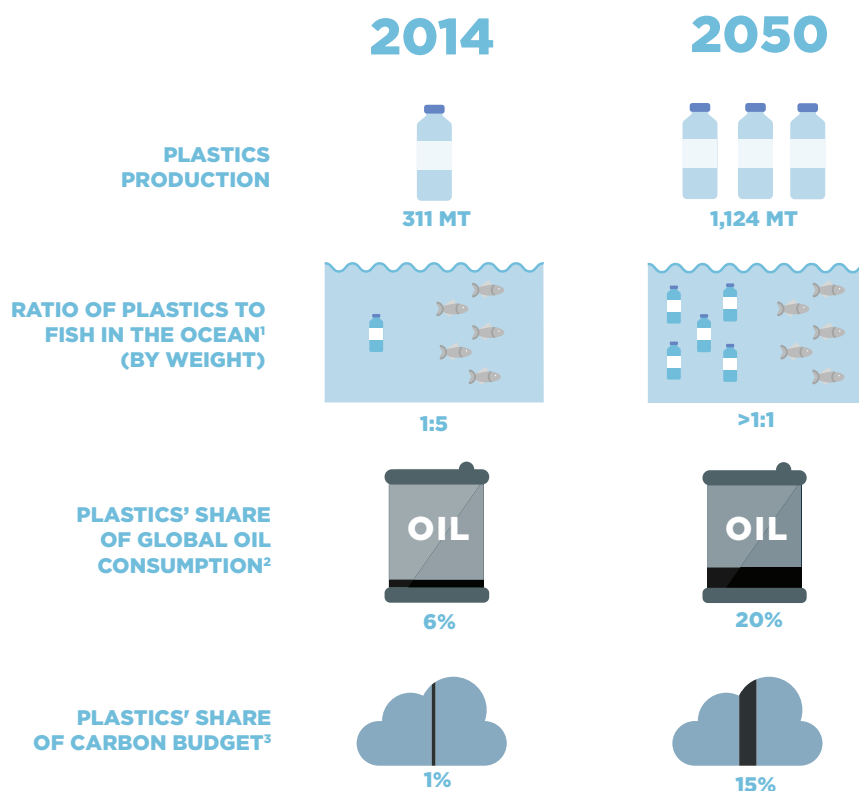 2014 2050
PLASTICS
PRODUCTION
311 MT 1,124 MT
RATIO OF PLASTICS TO
FISH IN THE OCEAN¹
(BY WEIGHT)
1:5 >1:1
PLASTICS’ SHARE
OF GLOBAL OIL
CONSUMPTION²
OIL OIL
6% 20%
PLASTICS' SHARE
OF CARBON BUDGET³
1% 15%